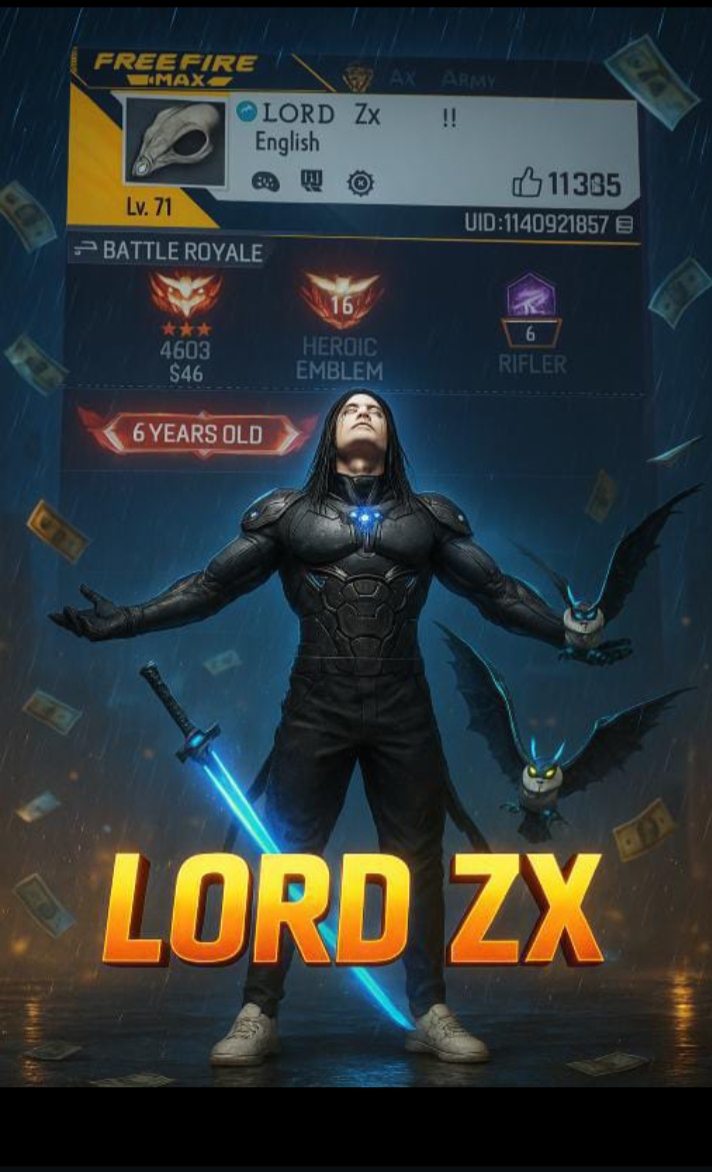 FREEFIRE
MAX
AX ARMY
LORD Zx !!
English
11385
Lv. 71
UID:1140921857
BATTLE ROYALE
16
6
4603
S46
HEROIC
EMBLEM
RIFLER
6 YEARS OLD
LORD ZX